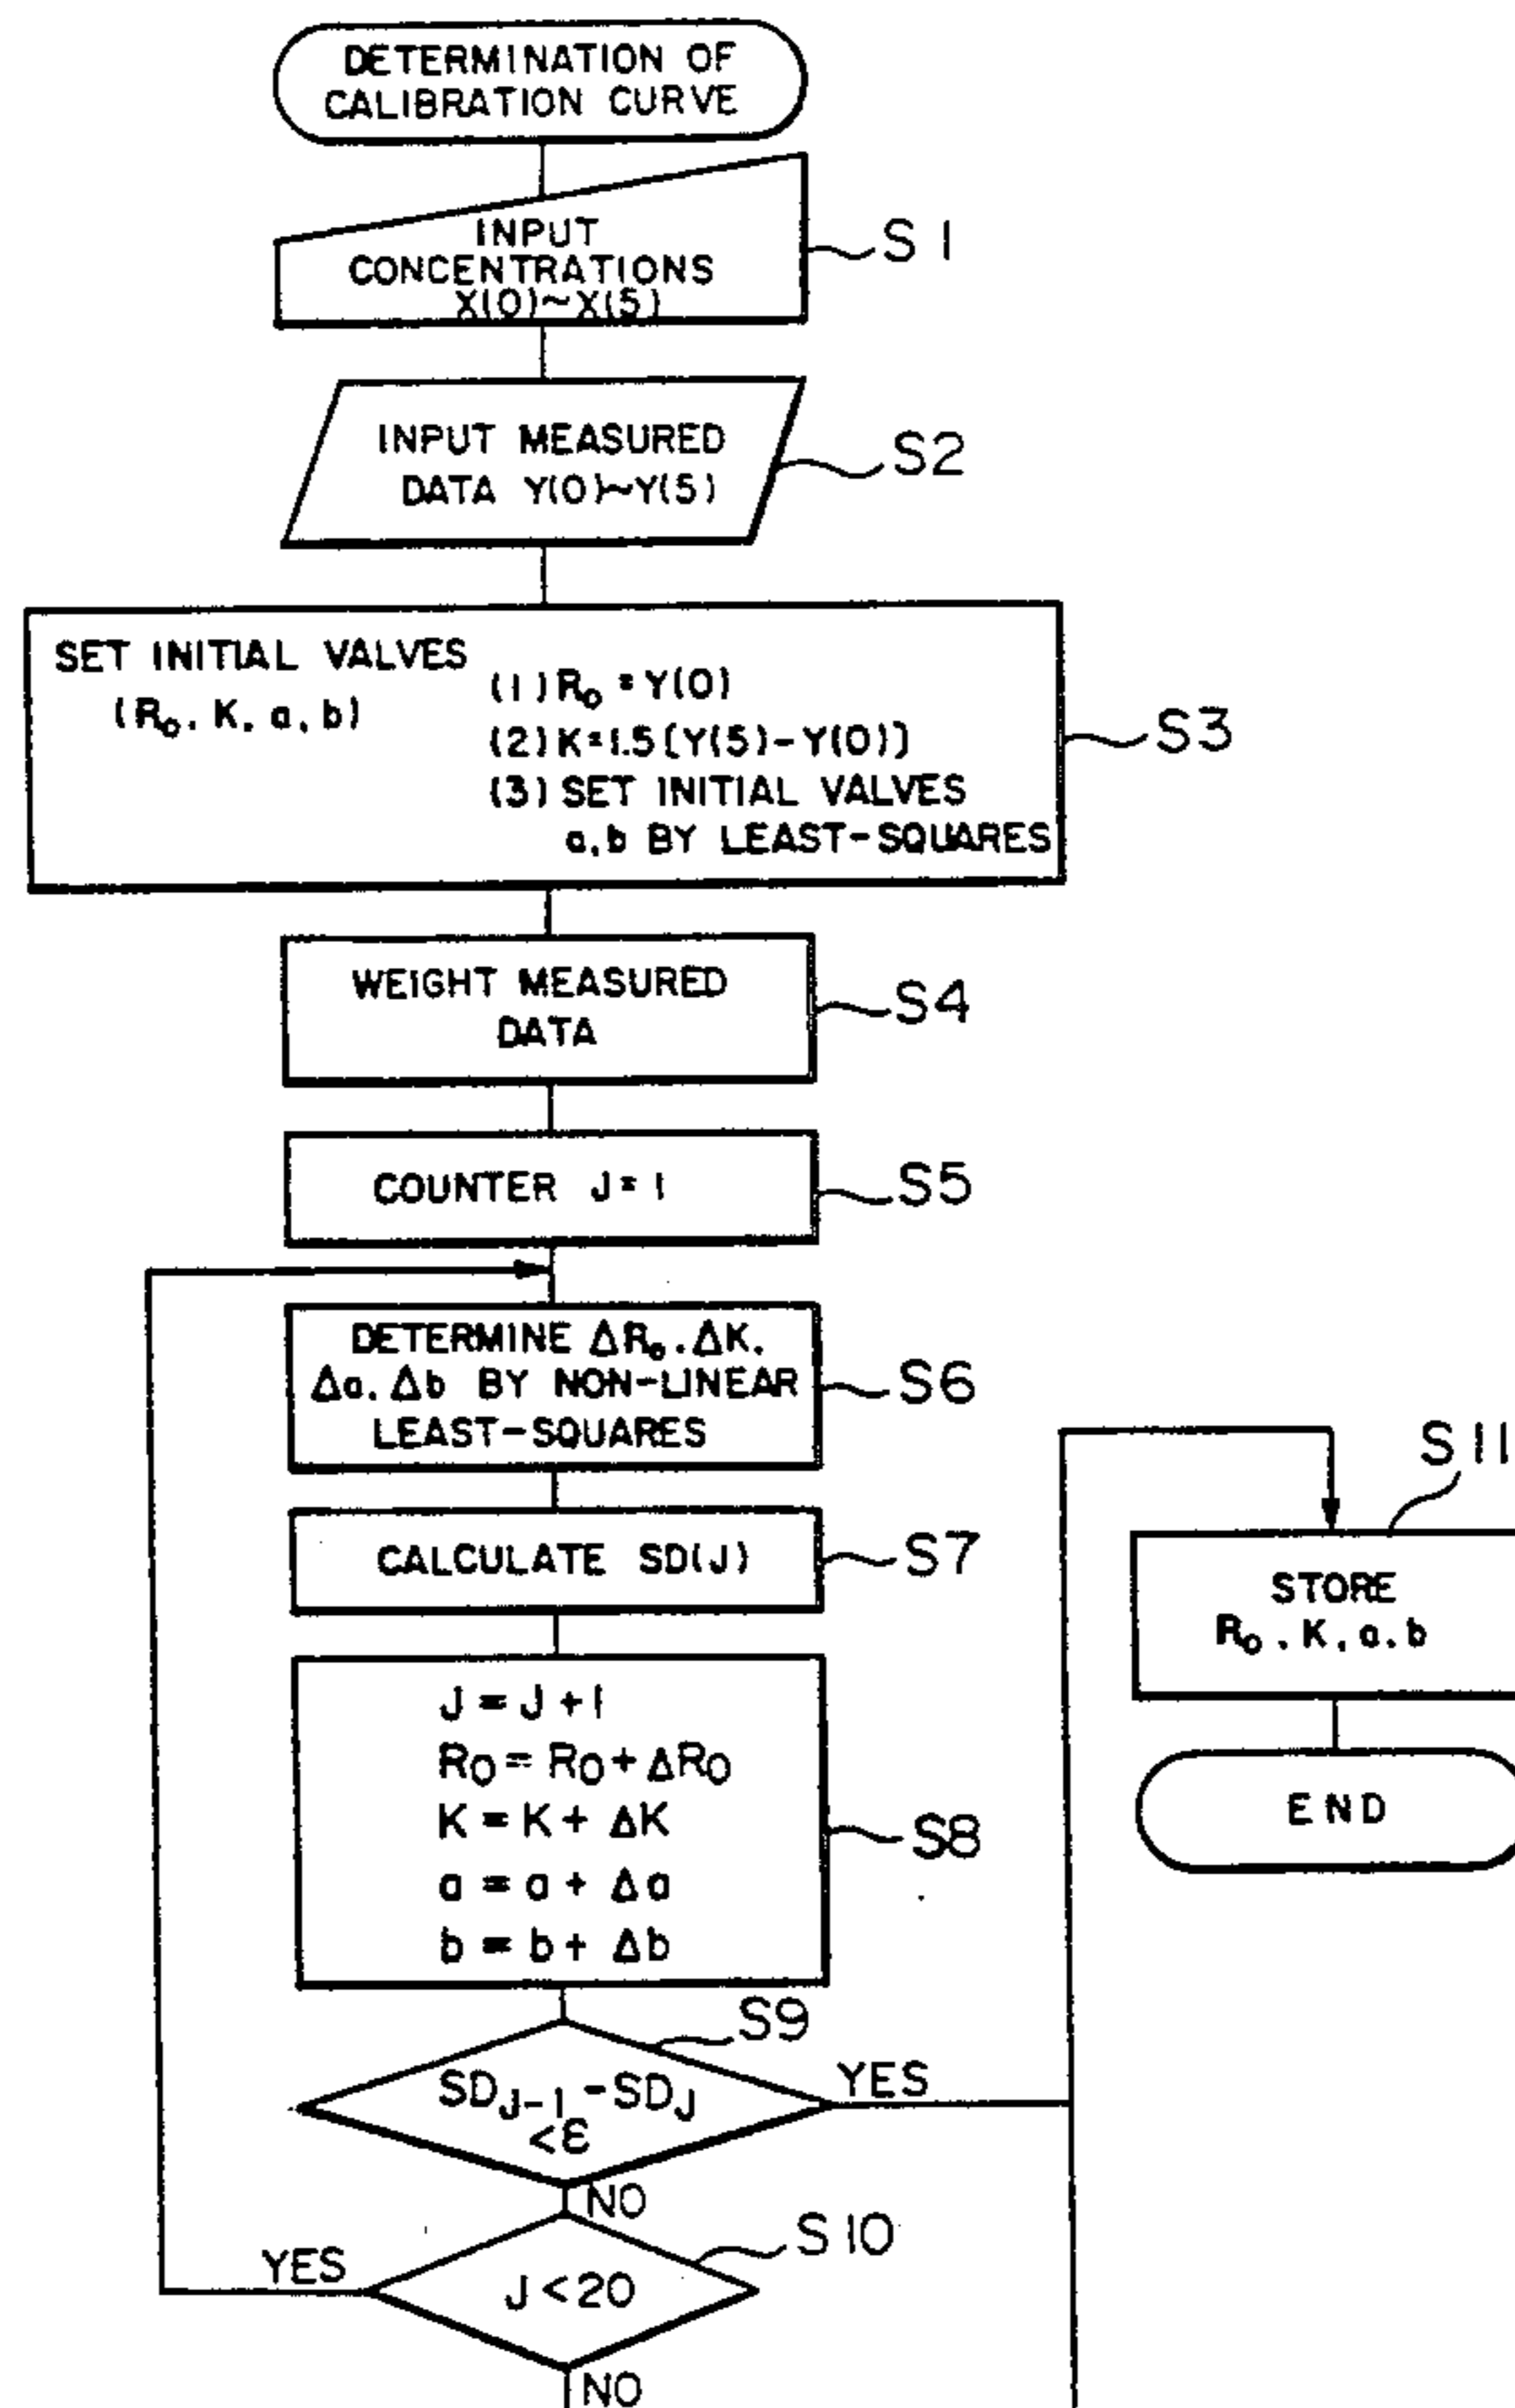 DETERMINATION OF
CALIBRATION CURVE
INPUT
CONCENTRATIONS
X(0)~X(5)
S1
INPUT MEASURED
DATA Y(0)~Y(5)
S2
SET INITIAL VALVES
(R₀, K, a, b)
(1) R₀ = Y(0)
(2) K=1.5[Y(5)-Y(0)]
(3) SET INITIAL VALVES
a, b BY LEAST-SQUARES
S3
WEIGHT MEASURED
DATA
S4
COUNTER J=1
S5
DETERMINE ΔR₀, ΔK,
Δa, Δb BY NON-LINEAR
LEAST-SQUARES
S6
CALCULATE SD(J)
S7
J = J+1
R₀ = R₀ + ΔR₀
K = K + ΔK
a = a + Δa
b = b + Δb
S8
S9
SD_J-1 - SD_J
<ε
YES
NO
S10
J<20
YES
NO
S11
STORE
R₀, K, a, b
END